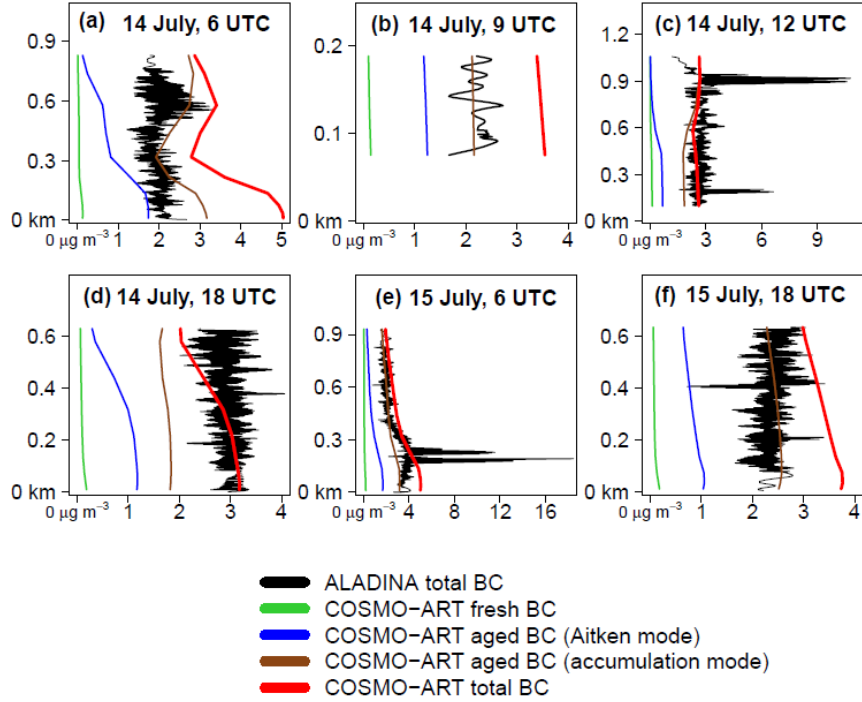 (a) 14 July, 6 UTC
0.9
0.6
0.3
0 km
0 µg m⁻³ 1 2 3 4 5
(b) 14 July, 9 UTC
0.2
0.1
0 km
0 µg m⁻³ 1 2 3 4
(c) 14 July, 12 UTC
1.2
0.9
0.6
0.3
0 km
0 µg m⁻³ 3 6 9
(d) 14 July, 18 UTC
0.6
0.4
0.2
0 km
0 µg m⁻³ 1 2 3 4
(e) 15 July, 6 UTC
0.9
0.6
0.3
0 km
0 µg m⁻³ 4 8 12 16
(f) 15 July, 18 UTC
0.6
0.4
0.2
0 km
0 µg m⁻³ 1 2 3 4
ALADINA total BC
COSMO−ART fresh BC
COSMO−ART aged BC (Aitken mode)
COSMO−ART aged BC (accumulation mode)
COSMO−ART total BC